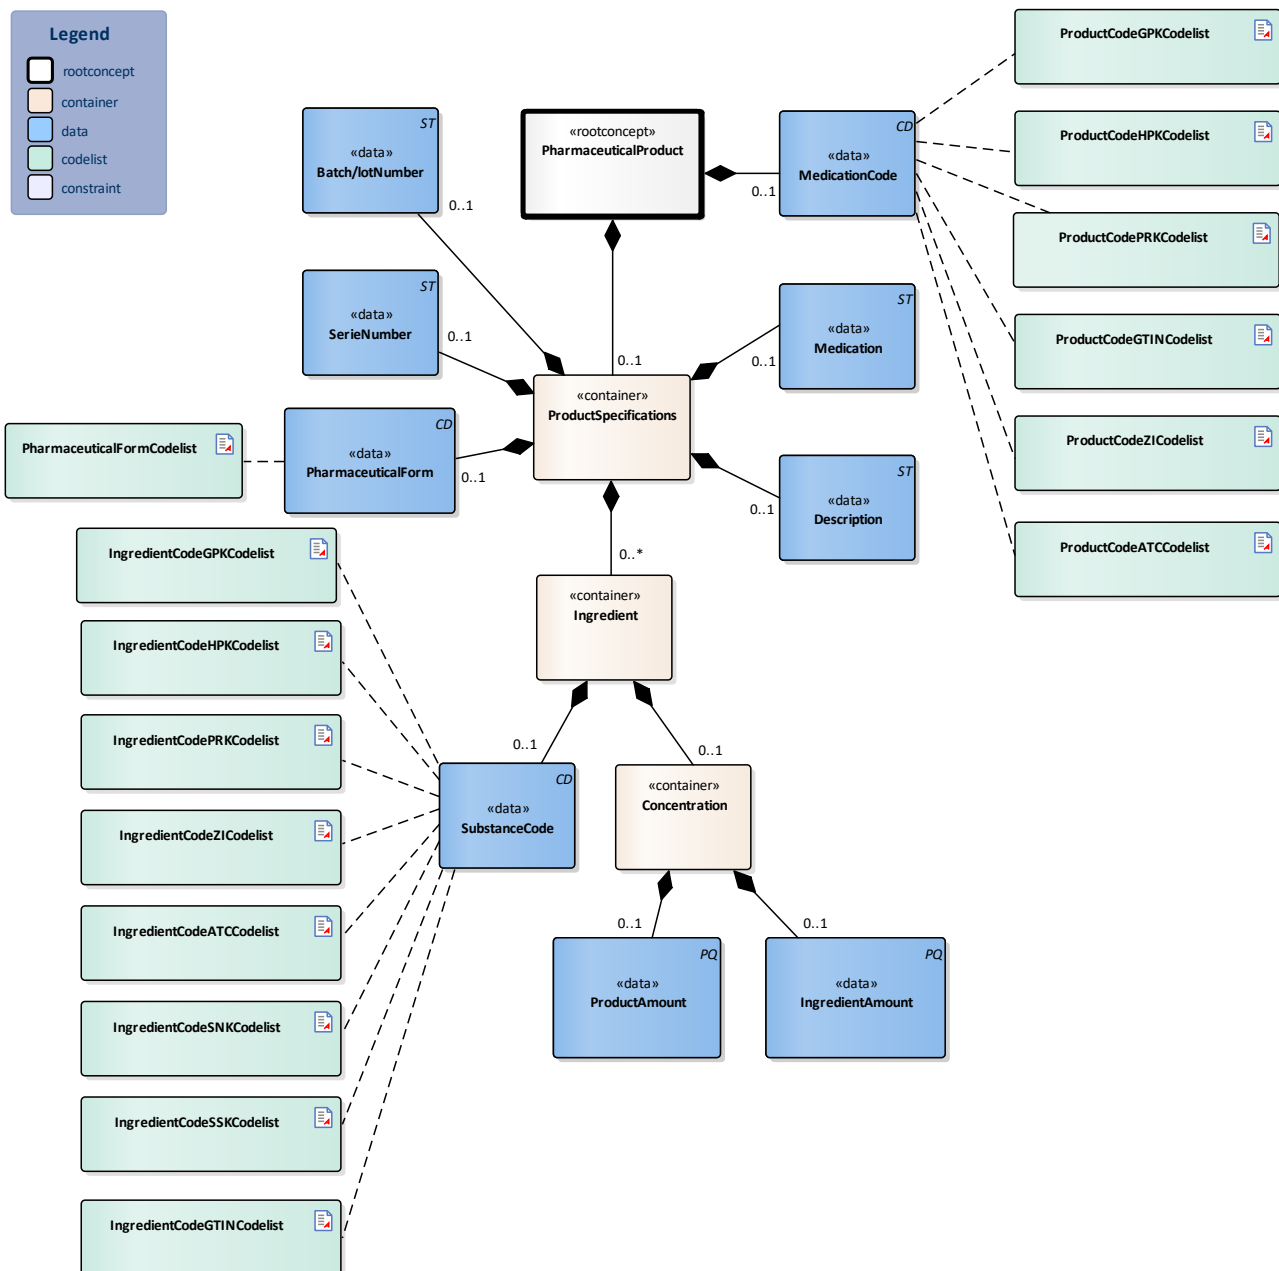 Legend
rootconcept
container
data
codelist
constraint
ProductCodeGPKCodelist
ProductCodeHPKCodelist
ProductCodePRKCodelist
ProductCodeGTINCodelist
ProductCodeZICodelist
ProductCodeATCCodelist
ST
«data»
Batch/lotNumber
0..1
«rootconcept»
PharmaceuticalProduct
CD
«data»
MedicationCode
0..1
ST
«data»
SerieNumber
0..1
ST
«data»
Medication
0..1
0..1
«container»
ProductSpecifications
PharmaceuticalFormCodelist
CD
«data»
PharmaceuticalForm
0..1
ST
«data»
Description
0..1
0..*
«container»
Ingredient
IngredientCodeGPKCodelist
IngredientCodeHPKCodelist
IngredientCodePRKCodelist
IngredientCodeZICodelist
IngredientCodeATCCodelist
IngredientCodeSNKCodelist
IngredientCodeSSKCodelist
IngredientCodeGTINCodelist
0..1
CD
«data»
SubstanceCode
0..1
«container»
Concentration
0..1
PQ
«data»
ProductAmount
0..1
PQ
«data»
IngredientAmount